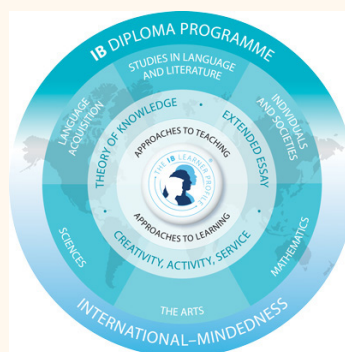 IB DIPLOMA PROGRAMME
STUDIES IN LANGUAGE
AND LITERATURE
LANGUAGE
ACQUISITION
INDIVIDUALS
AND SOCIETIES
THEORY OF KNOWLEDGE
EXTENDED ESSAY
APPROACHES TO TEACHING
THE IB LEARNER PROFILE
APPROACHES TO LEARNING
CREATIVITY, ACTIVITY, SERVICE
SCIENCES
MATHEMATICS
THE ARTS
INTERNATIONAL–MINDEDNESS